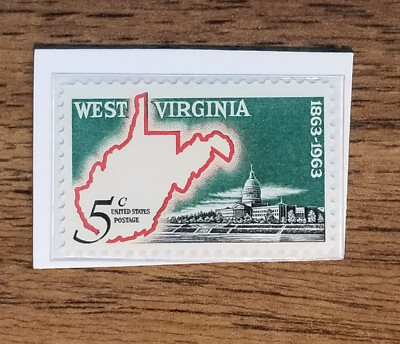 WEST VIRGINIA
1863-1963
5c
UNITED STATES
POSTAGE